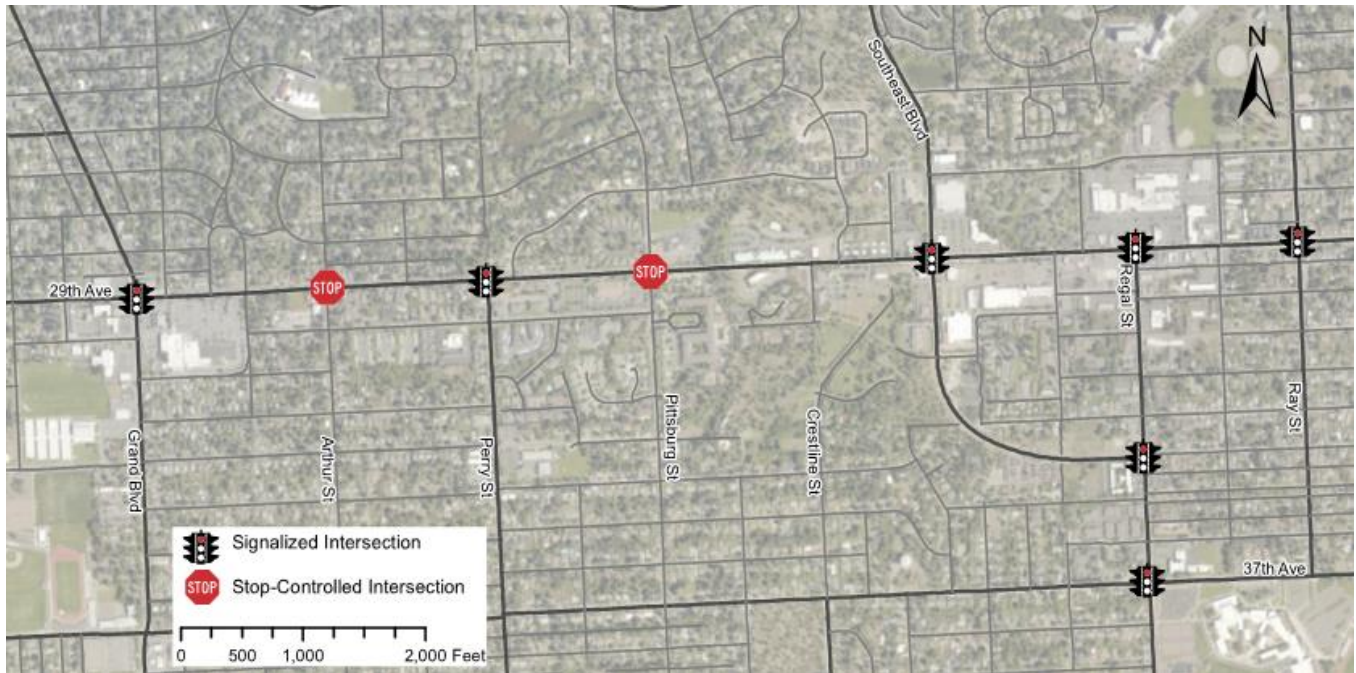 N
Southeast Blvd
29th Ave
STOP
STOP
Regal St
Ray St
Grand Blvd
Arthur St
Perry St
Pittsburg St
Crestline St
37th Ave
Signalized Intersection
STOP
Stop-Controlled Intersection
0 500 1,000 2,000 Feet